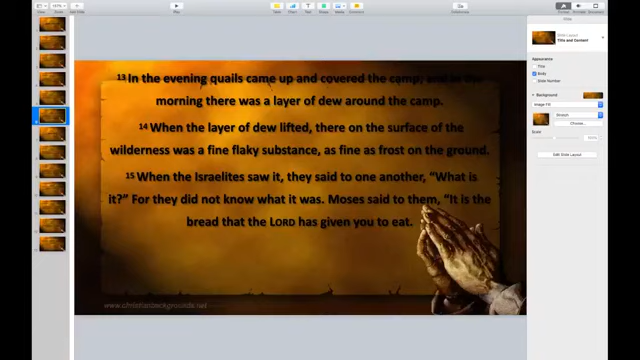 Slide Layout
Title and Content
Appearance
Title
Body
Slide Number
Background
Image Fill
Stretch
Choose...
Scale
Edit Slide Layout
13 In the evening quails came up and covered the camp; and in the
morning there was a layer of dew around the camp.
14 When the layer of dew lifted, there on the surface of the
wilderness was a fine flaky substance, as fine as frost on the ground.
15 When the Israelites saw it, they said to one another, “What is
it?” For they did not know what it was. Moses said to them, “It is the
bread that the LORD has given you to eat.
www.christianbackgrounds.net